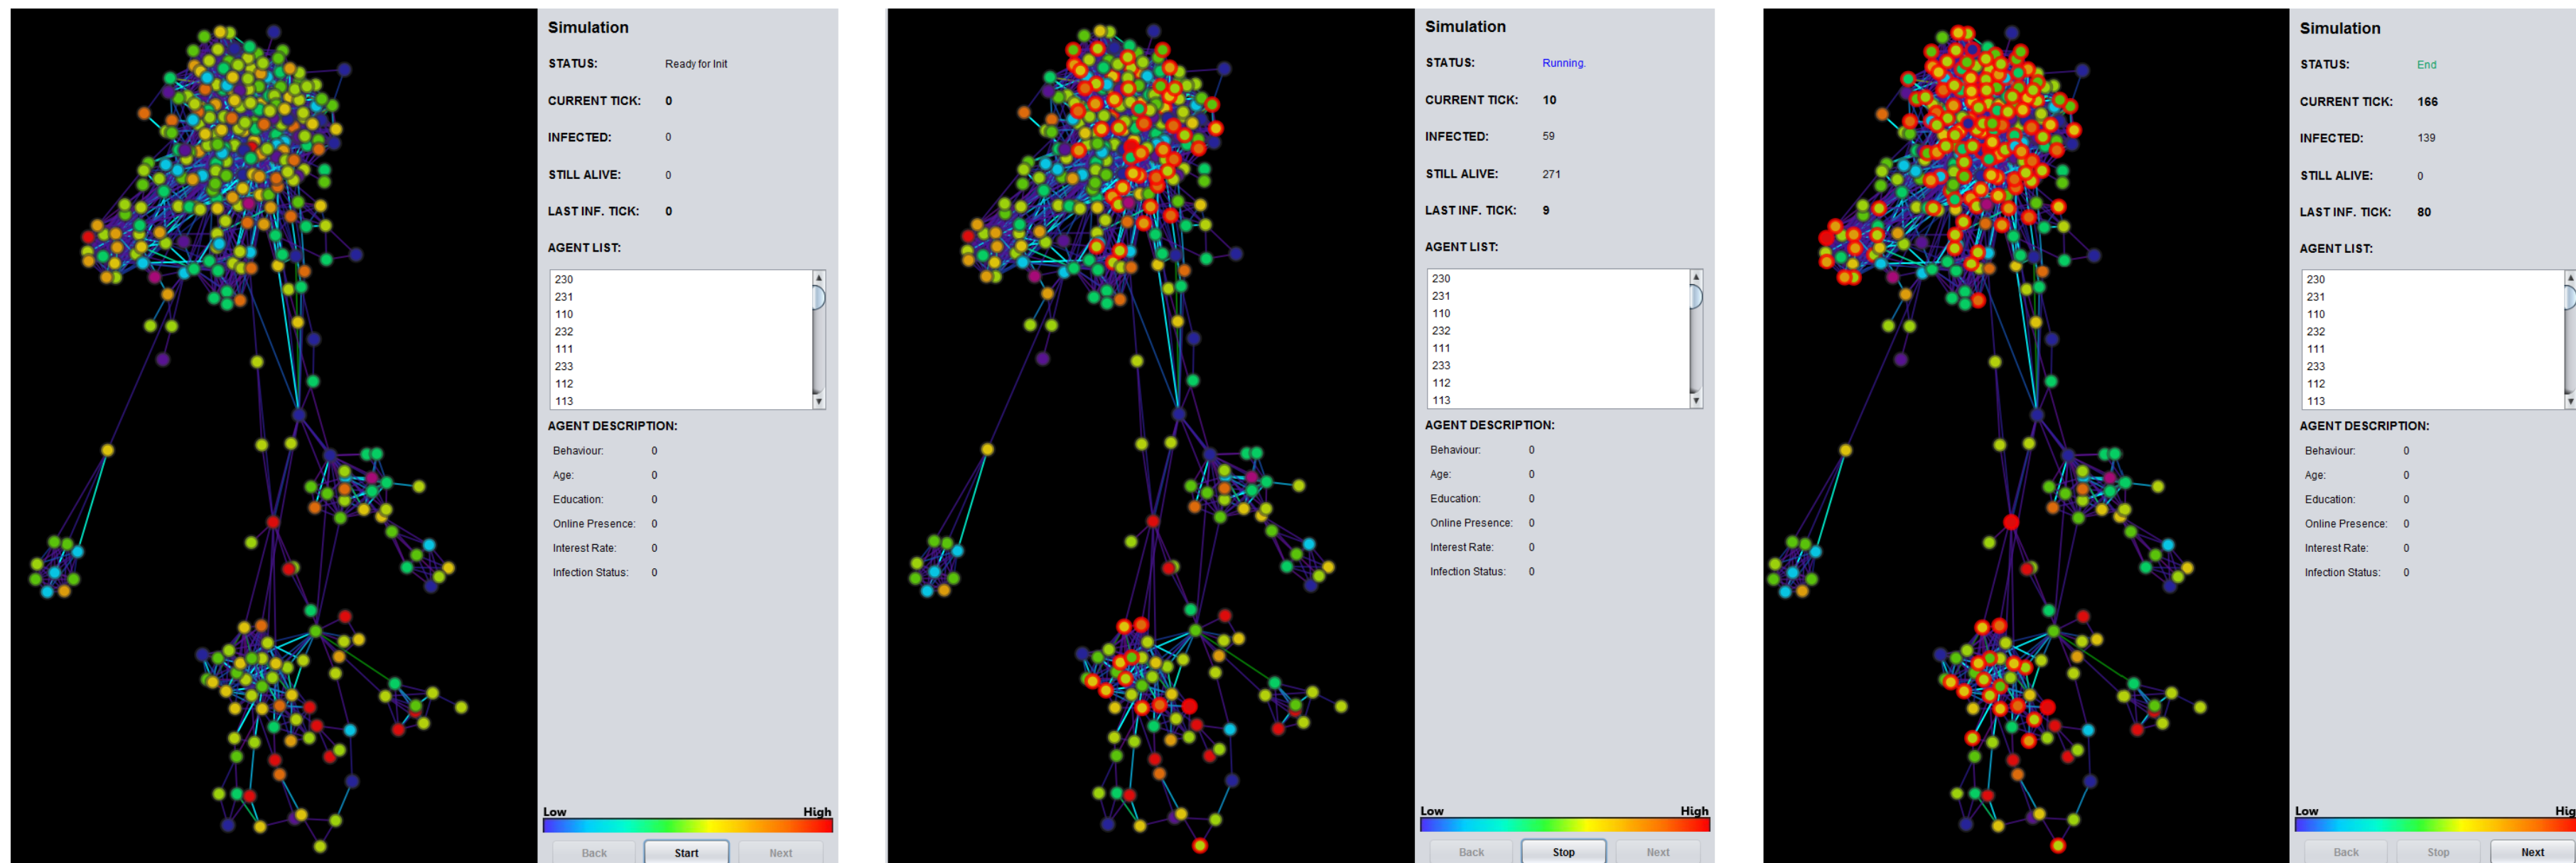 Simulation
STATUS: Ready for Init
CURRENT TICK: 0
INFECTED: 0
STILL ALIVE: 0
LAST INF. TICK: 0
AGENT LIST:
230
231
110
232
111
233
112
113
AGENT DESCRIPTION:
Behaviour: 0
Age: 0
Education: 0
Online Presence: 0
Interest Rate: 0
Infection Status: 0
Low High
Back Start Next
Simulation
STATUS: Running.
CURRENT TICK: 10
INFECTED: 59
STILL ALIVE: 271
LAST INF. TICK: 9
AGENT LIST:
230
231
110
232
111
233
112
113
AGENT DESCRIPTION:
Behaviour: 0
Age: 0
Education: 0
Online Presence: 0
Interest Rate: 0
Infection Status: 0
Low High
Back Stop Next
Simulation
STATUS: End
CURRENT TICK: 166
INFECTED: 139
STILL ALIVE: 0
LAST INF. TICK: 80
AGENT LIST:
230
231
110
232
111
233
112
113
AGENT DESCRIPTION:
Behaviour: 0
Age: 0
Education: 0
Online Presence: 0
Interest Rate: 0
Infection Status: 0
Low Hig
Back Stop Next